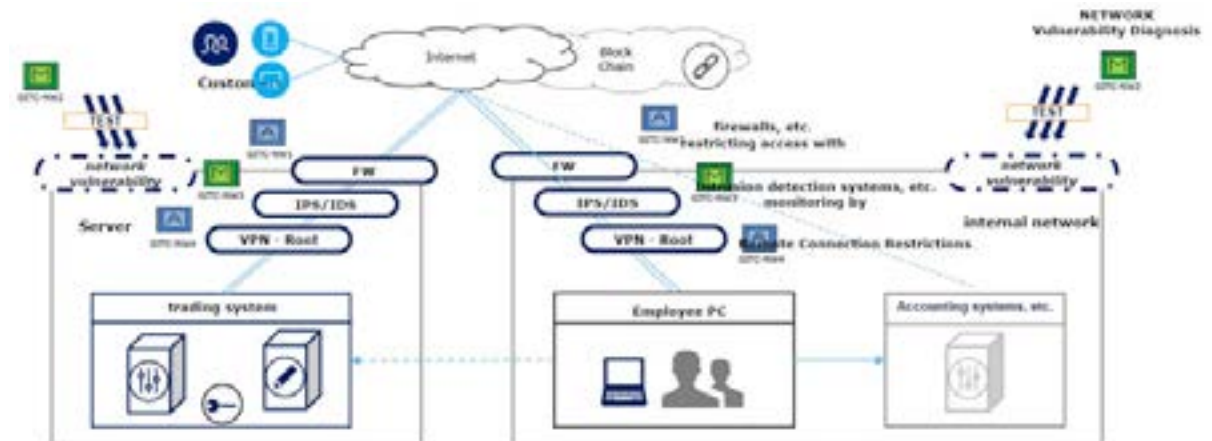 NETWORK
Vulnerability Diagnosis
Internet
Block
Chain
TEST
TEST
firewalls, etc.
restricting access with
network
vulnerability
FW
FW
network
vulnerability
IPS/IDS
IPS/IDS
detection systems, etc.
monitoring by
Server
internal network
VPN - Root
VPN - Root
Connection Restrictions
trading system
Employee PC
Accounting systems, etc.